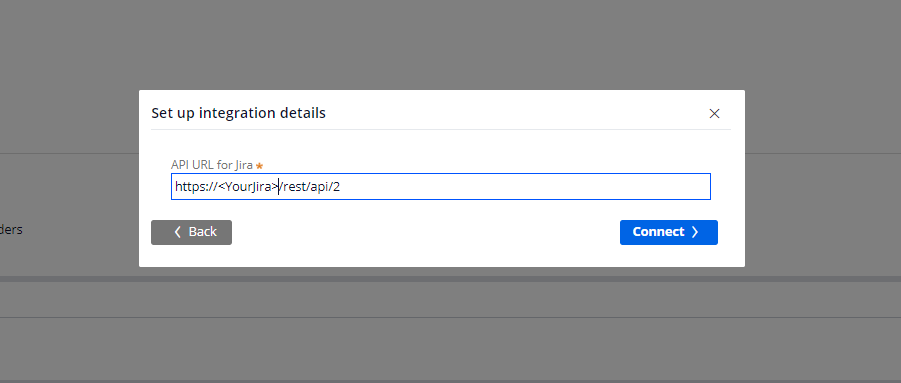 Set up integration details
API URL for Jira *
https://<YourJira>/rest/api/2
ders
Back
Connect